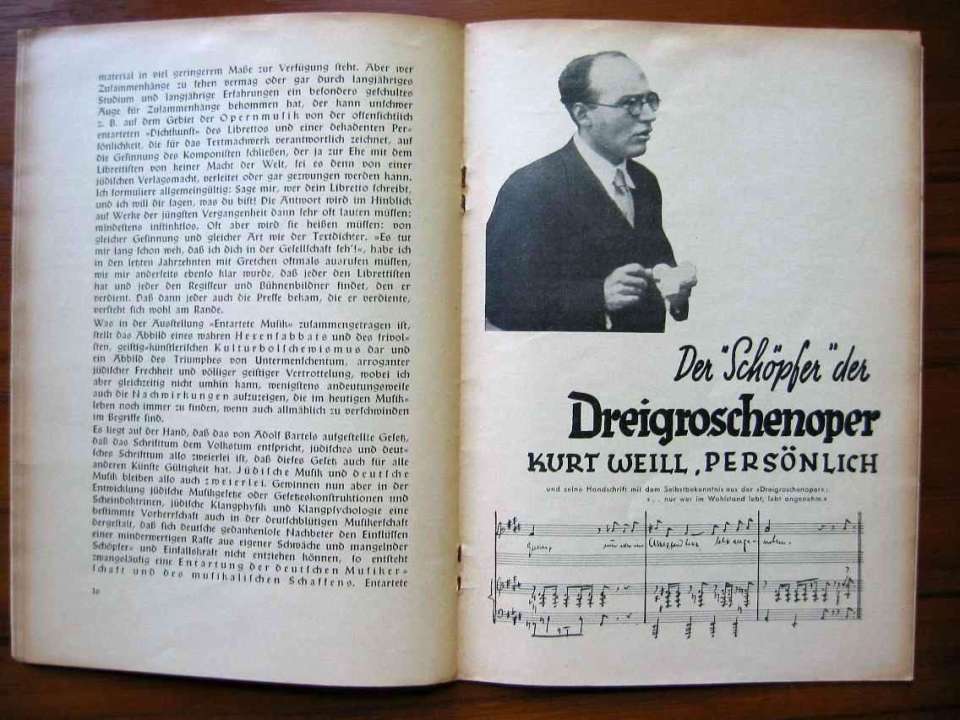 material in viel geringerem Maße zur Verfügung steht. Aber wer
Zusammenhänge zu sehen vermag oder gar durch langjähriges
Studium und langjährige Erfahrungen ein besonders geschultes
Auge für Zusammenhänge bekommen hat, der kann unschwer
z. B. auf dem Gebiet der Opernmusik von der offensichtlich
entarteten »Dichtkunst« des Librettos und einer dekadenten Per-
sönlichkeit, die für das Textmachwerk verantwortlich zeichnet, auf
die Gesinnung des Komponisten schließen, der ja zur Ehe mit dem
Librettisten von keiner Macht der Welt, sei es denn von einer
jüdischen Verlagsmacht, verleitet oder gar gezwungen werden kann.
Ich formuliere allgemeingültig: Sage mir, wer dein Libretto schreibt,
und ich will dir sagen, was du bist! Die Antwort wird im Hinblick
auf Werke der jüngsten Vergangenheit dann sehr oft lauten müssen:
mindestens instinktlos. Oft aber wird sie heißen müssen: von
gleicher Gesinnung und gleicher Art wie der Textdichter. »Es tut
mir lang schon weh, daß ich dich in der Gesellschaft seh'!«, habe ich
in den letzten Jahrzehnten mit Gretchen oftmals ausrufen müssen,
wie mir anderseits ebenso klar wurde, daß jeder den Librettisten
hat und jeder den Regisseur und Bühnenbildner findet, den er
verdient. Daß dann jeder auch die Presse bekam, die er verdiente,
versteht sich wohl am Rande.
Was in der Ausstellung »Entartete Musik« zusammengetragen ist,
stellt das Abbild eines wahren Hexensabbats und des frivol-
sten, geistig-künstlerischen Kulturbolschewismus dar und
ein Abbild des Triumphes von Untermenschentum, arroganter
jüdischer Frechheit und völliger geistiger Vertrottelung, wobei ich
aber gleichzeitig nicht umhin kann, wenigstens andeutungsweise
auch die Nachwirkungen aufzuzeigen, die im heutigen Musik-
leben noch immer zu finden, wenn auch allmählich zu verschwinden
im Begriffe sind.
Es liegt auf der Hand, daß das von Adolf Bartels aufgestellte Gesetz,
daß das Schrifttum dem Volkstum entspricht, jüdisches und deut-
sches Schrifttum also zweierlei ist, daß dieses Gesetz auch für alle
anderen Künste Gültigkeit hat. Jüdische Musik und deutsche
Musik bleiben also auch zweierlei. Gewinnen nun aber in der
Entwicklung jüdische Musikgesetze oder Gesetzeskonstruktionen und
Scheindoktrinen, jüdische Klangphysik und Klangpsychologie eine
bestimmte Vorherrschaft auch in der deutschblütigen Musikerschaft
dergestalt, daß sich deutsche gedankenlose Nachbeter den Einflüssen
einer minderwertigen Rasse aus eigener Schwäche und mangelnder
Schöpfer- und Einfallskraft nicht entziehen können, so entsteht
zwangsläufig eine Entartung der deutschen Musiker-
schaft und des musikalischen Schaffens. Entartete
10
Der "Schöpfer" der
Dreigroschenoper
KURT WEILL, PERSÖNLICH
und seine Handschrift mit dem Selbstbekenntnis aus der »Dreigroschenoper«:
». . nur wer im Wohlstand lebt, lebt angenehm.«
nur wer im Wohlstand lebt, lebt ange- nehm.